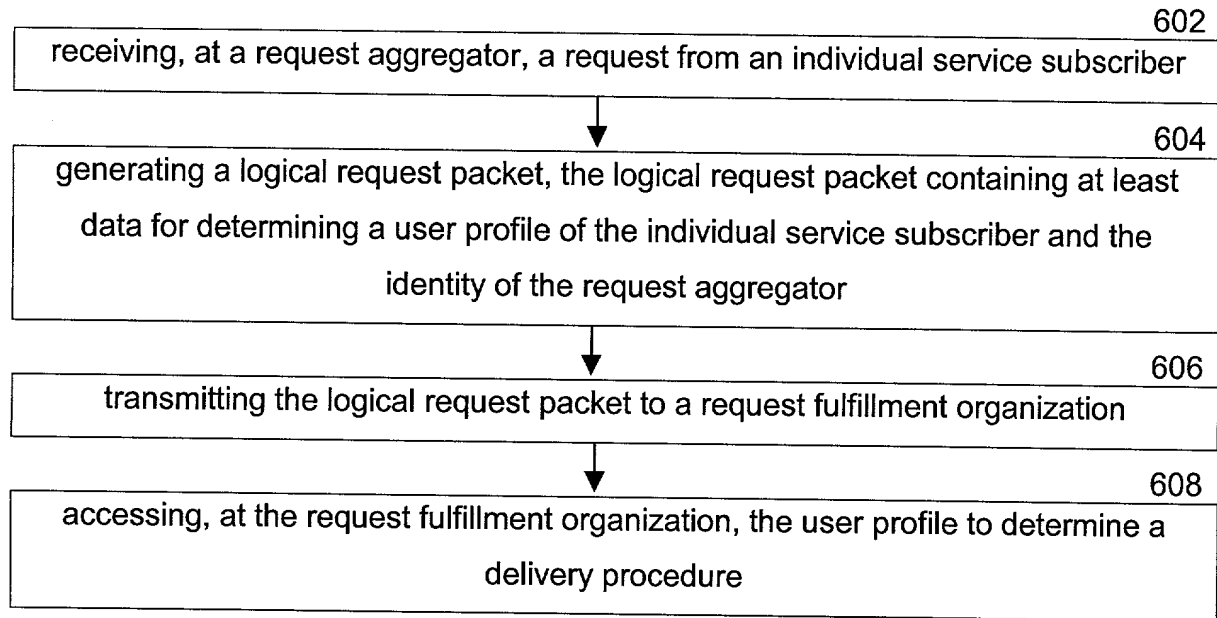 602
receiving, at a request aggregator, a request from an individual service subscriber
604
generating a logical request packet, the logical request packet containing at least
data for determining a user profile of the individual service subscriber and the
identity of the request aggregator
606
transmitting the logical request packet to a request fulfillment organization
608
accessing, at the request fulfillment organization, the user profile to determine a
delivery procedure